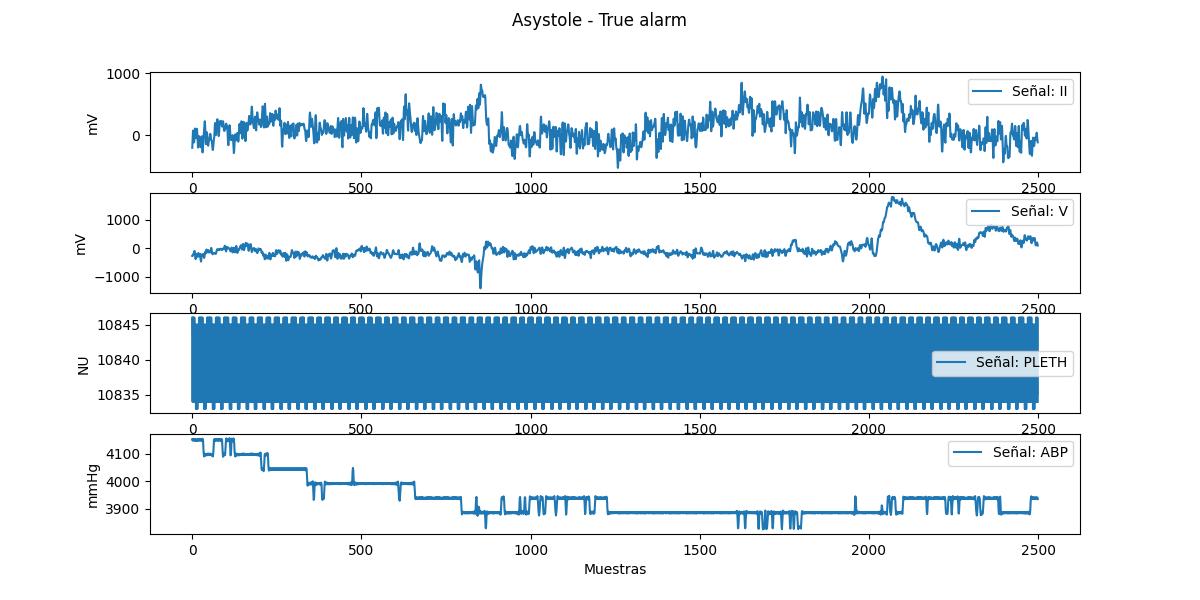 Asystole - True alarm
1000
0
mV
Señal: II
0 500 1000 1500 2000 2500
1000
0
−1000
mV
Señal: V
0 500 1000 1500 2000 2500
10845
10840
10835
NU
Señal: PLETH
0 500 1000 1500 2000 2500
4100
4000
3900
mmHg
Señal: ABP
0 500 1000 1500 2000 2500
Muestras